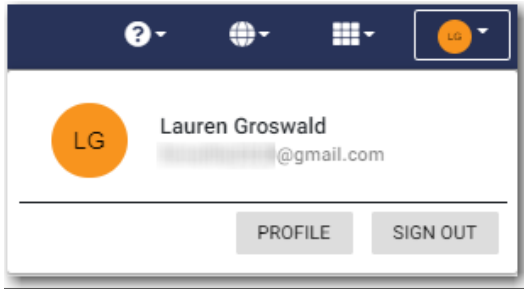 LG
LG
Lauren Groswald
@gmail.com
PROFILE
SIGN OUT